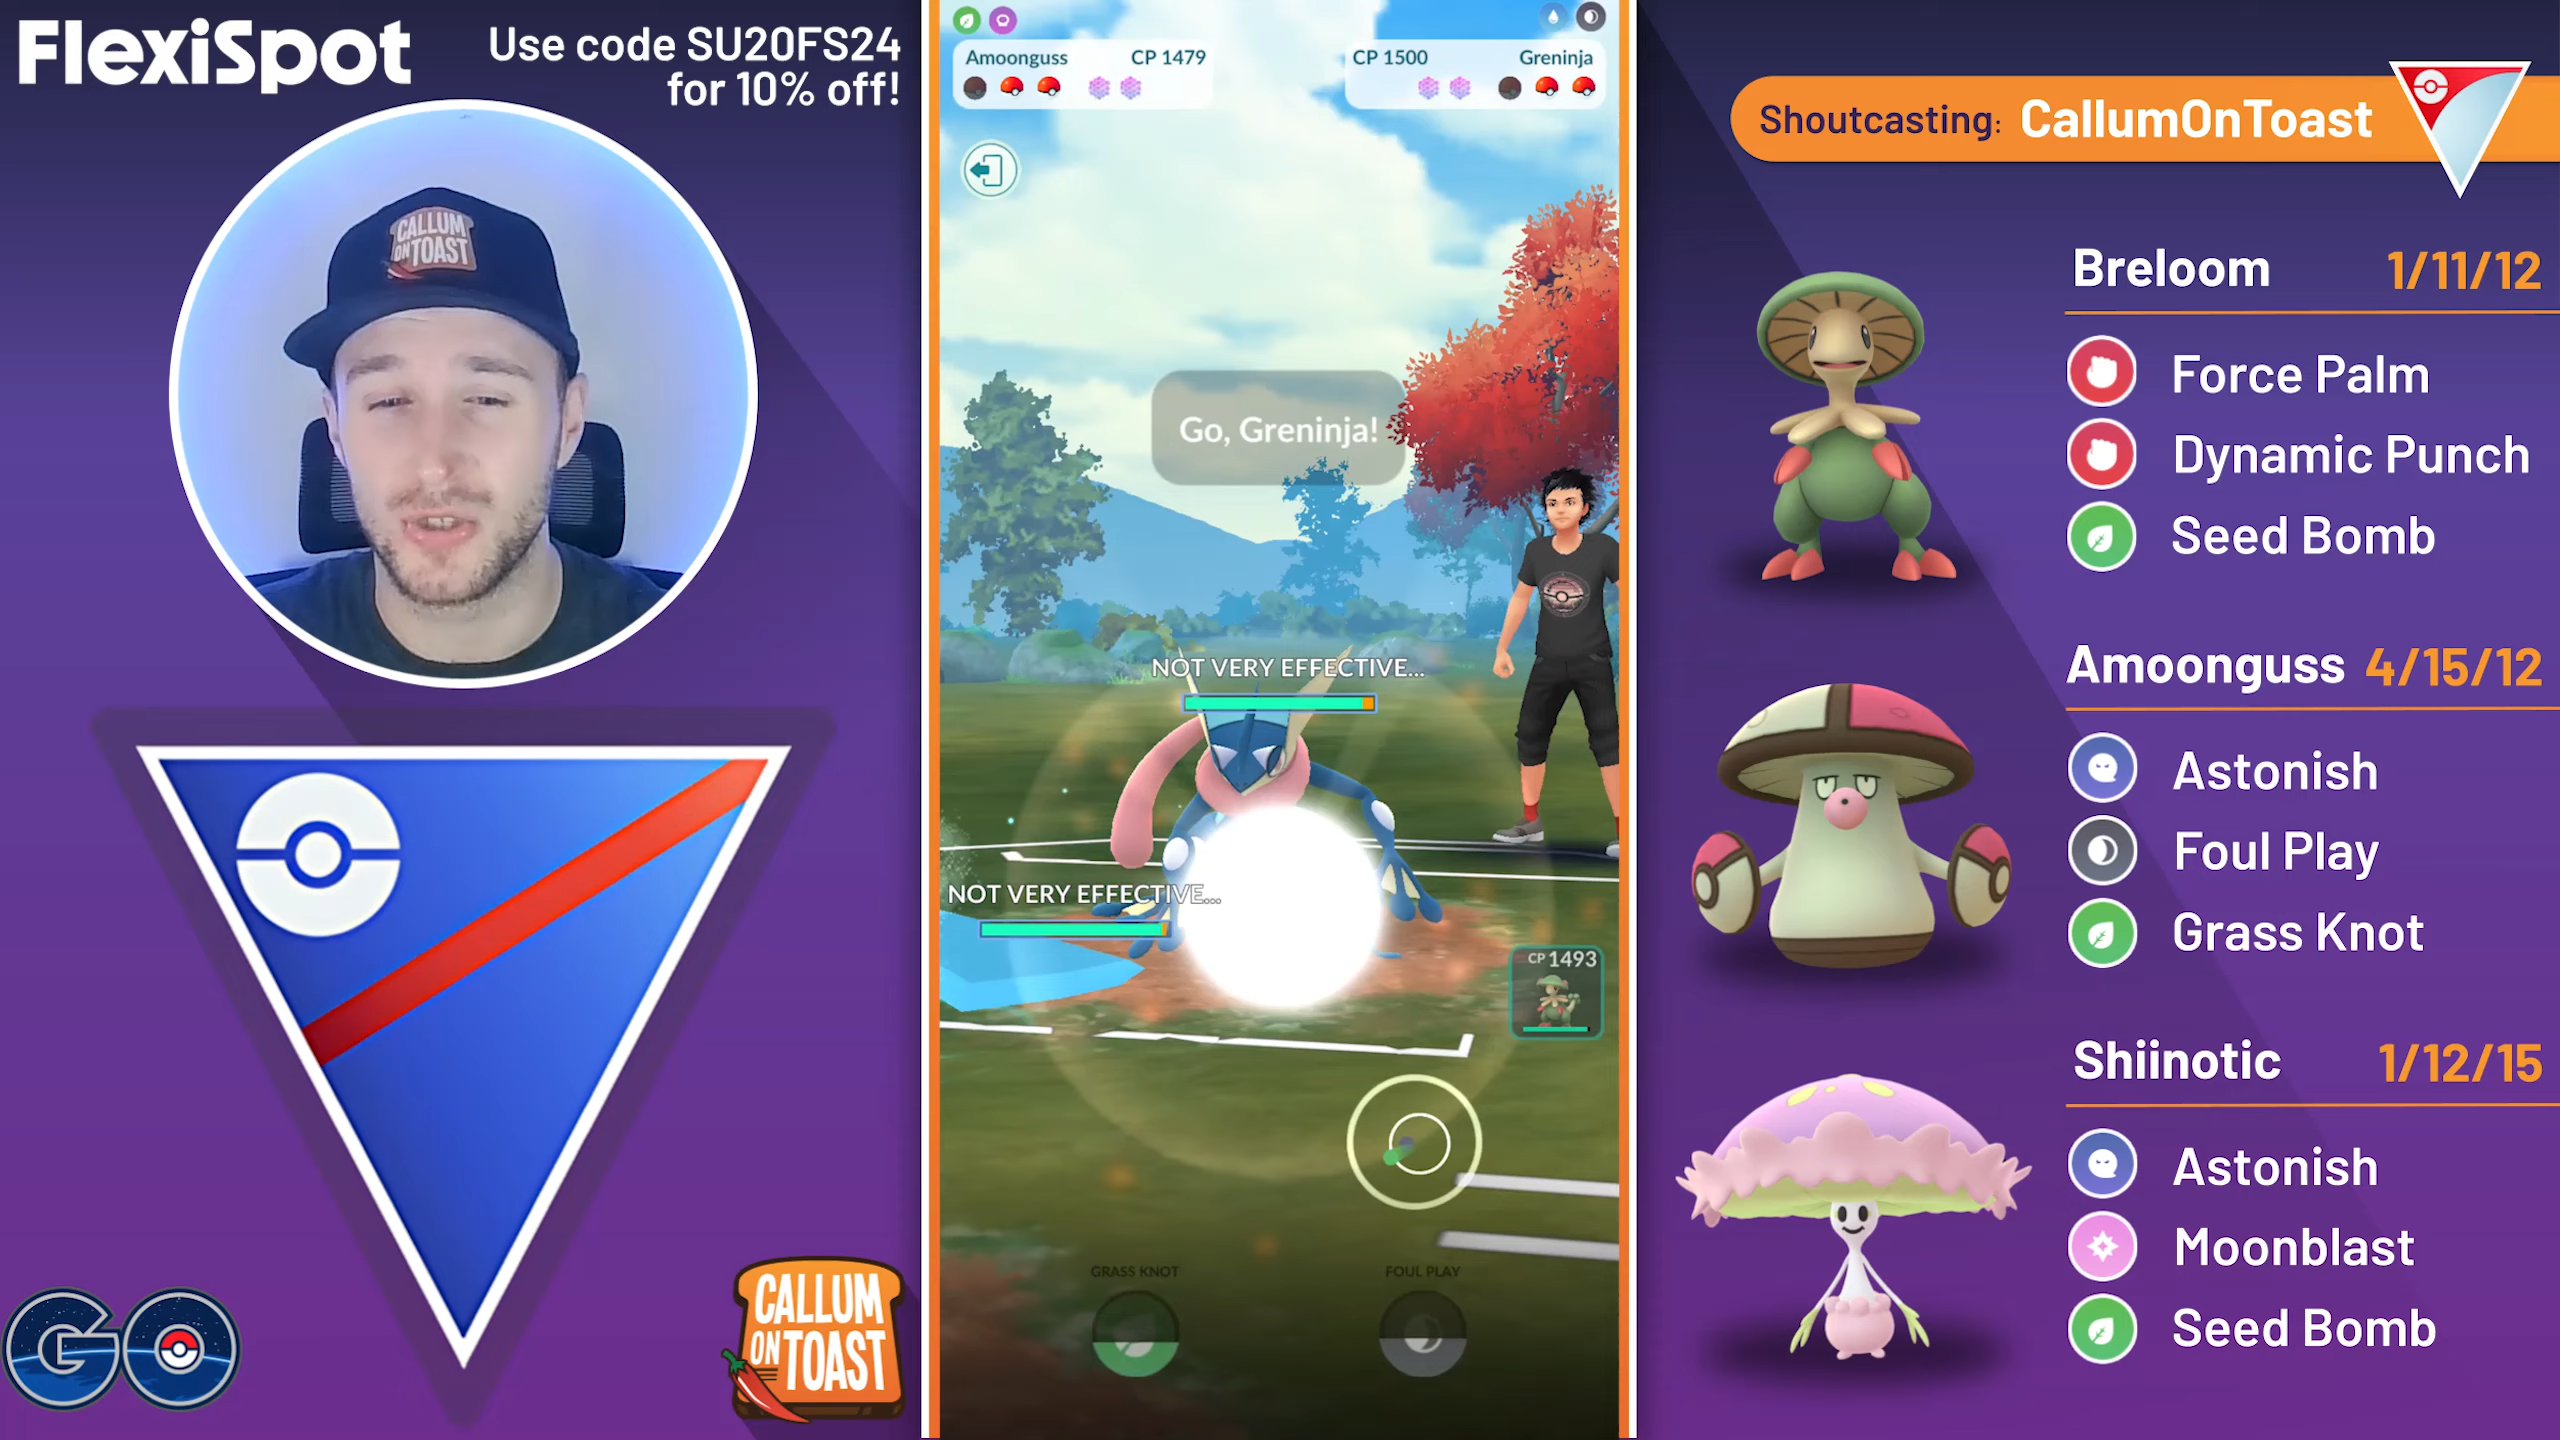 FlexiSpot
Use code SU20FS24
for 10% off!
CALLUM
ON TOAST
GO
CALLUM
ON TOAST
Amoonguss CP 1479
CP 1500 Greninja
Go, Greninja!
NOT VERY EFFECTIVE...
NOT VERY EFFECTIVE...
CP 1493
GRASS KNOT
FOUL PLAY
Shoutcasting: CallumOnToast
Breloom 1/11/12
Force Palm
Dynamic Punch
Seed Bomb
Amoonguss 4/15/12
Astonish
Foul Play
Grass Knot
Shiinotic 1/12/15
Astonish
Moonblast
Seed Bomb